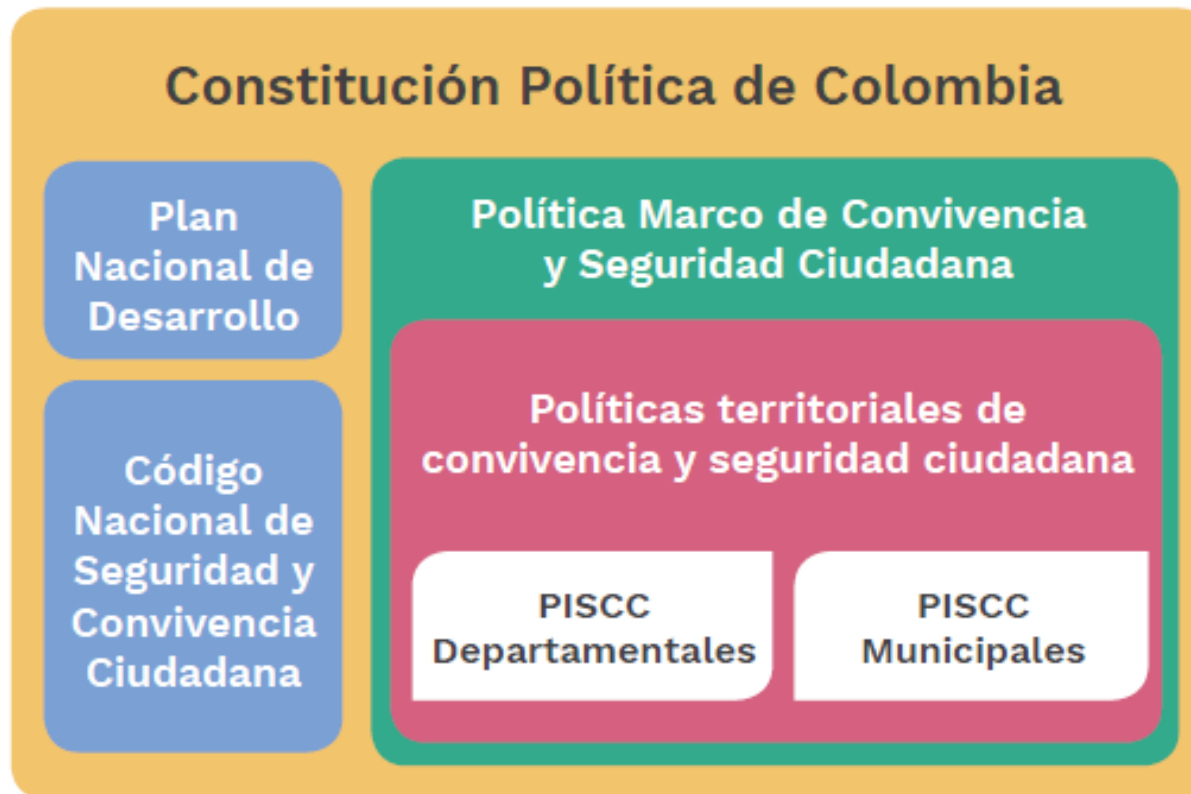 Constitución Política de Colombia
Plan
Nacional de
Desarrollo
Código
Nacional de
Seguridad y
Convivencia
Ciudadana
Política Marco de Convivencia
y Seguridad Ciudadana
Políticas territoriales de
convivencia y seguridad ciudadana
PISCC
Departamentales
PISCC
Municipales